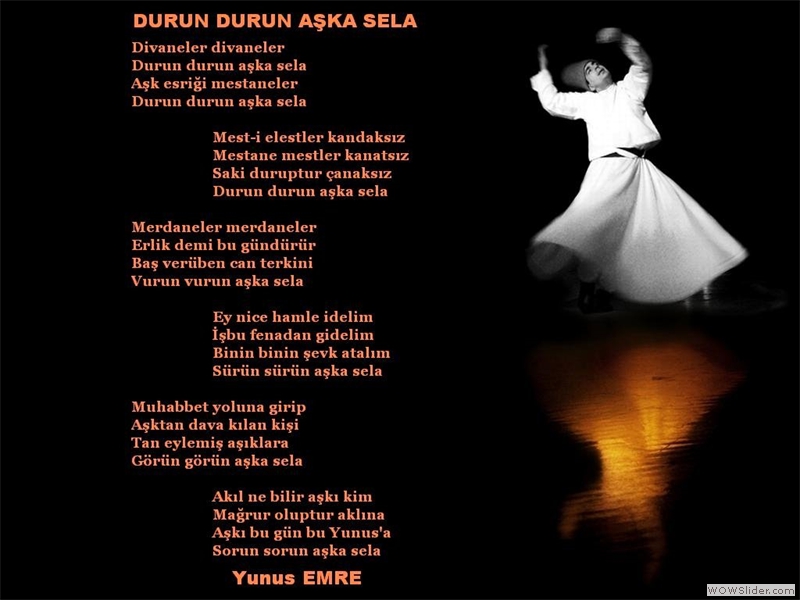 DURUN DURUN AŞKA SELA
Divaneler divaneler
Durun durun aşka sela
Aşk esriği mestaneler
Durun durun aşka sela
Mest-i elestler kandaksız
Mestane mestler kanatsız
Saki duruptur çanaksız
Durun durun aşka sela
Merdaneler merdaneler
Erlik demi bu gündürür
Baş verüben can terkini
Vurun vurun aşka sela
Ey nice hamle idelim
İşbu fenadan gidelim
Binin binin şevk atalım
Sürün sürün aşka sela
Muhabbet yoluna girip
Aşktan dava kılan kişi
Tan eylemiş aşıklara
Görün görün aşka sela
Akıl ne bilir aşkı kim
Mağrur oluptur aklına
Aşkı bu gün bu Yunus'a
Sorun sorun aşka sela
Yunus EMRE
WOWSlider.com